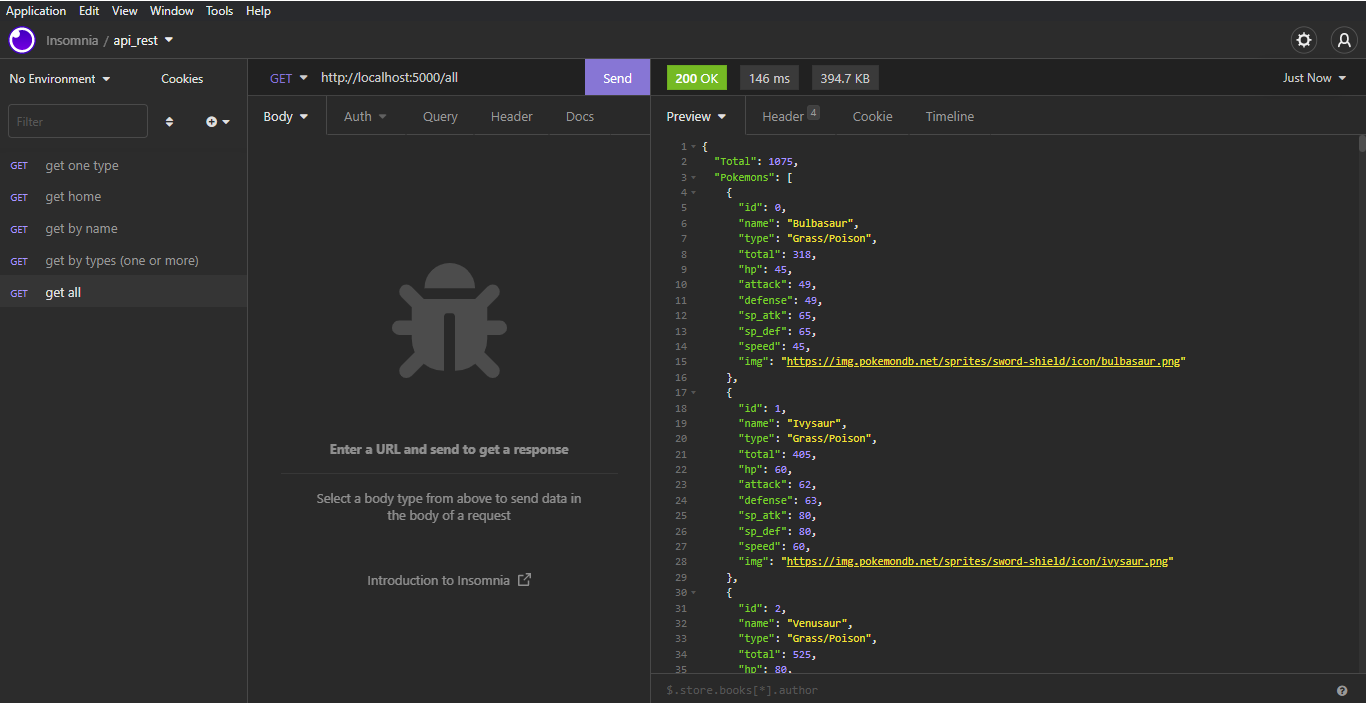 Application Edit View Window Tools Help
Insomnia / api_rest
No Environment Cookies
Filter
GET get one type
GET get home
GET get by name
GET get by types (one or more)
GET get all
GET http://localhost:5000/all Send
Body Auth Query Header Docs
Enter a URL and send to get a response
Select a body type from above to send data in
the body of a request
Introduction to Insomnia
200 OK 146 ms 394.7 KB Just Now
Preview Header 4 Cookie Timeline
1 {
2 "Total": 1075,
3 "Pokemons": [
4 {
5 "id": 0,
6 "name": "Bulbasaur",
7 "type": "Grass/Poison",
8 "total": 318,
9 "hp": 45,
10 "attack": 49,
11 "defense": 49,
12 "sp_atk": 65,
13 "sp_def": 65,
14 "speed": 45,
15 "img": "https://img.pokemondb.net/sprites/sword-shield/icon/bulbasaur.png"
16 },
17 {
18 "id": 1,
19 "name": "Ivysaur",
20 "type": "Grass/Poison",
21 "total": 405,
22 "hp": 60,
23 "attack": 62,
24 "defense": 63,
25 "sp_atk": 80,
26 "sp_def": 80,
27 "speed": 60,
28 "img": "https://img.pokemondb.net/sprites/sword-shield/icon/ivysaur.png"
29 },
30 {
31 "id": 2,
32 "name": "Venusaur",
33 "type": "Grass/Poison",
34 "total": 525,
35 "hp": 80,
$.store.books[*].author